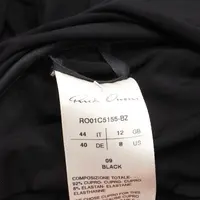 Rick Owens
RO01C5155-BZ
44 IT 12 GB
40 DE 8 US
09
BLACK
COMPOSIZIONE TOTALE:
92% CUPRO. CUPRO. CUPRO.
8% ELASTAN. ELASTANE.